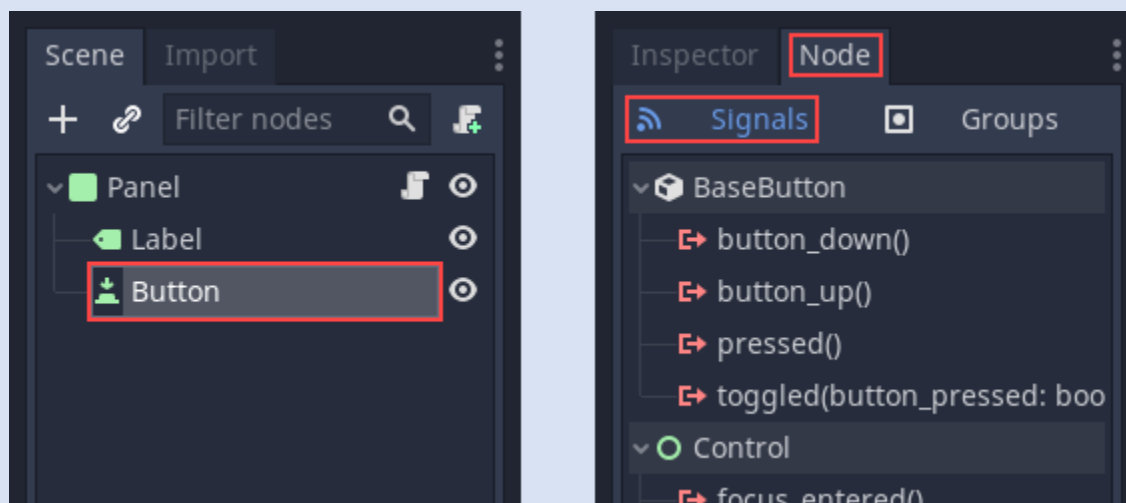 Scene
Import
Filter nodes
Panel
Label
Button
Inspector
Node
Signals
Groups
BaseButton
button_down()
button_up()
pressed()
toggled(button_pressed: boo
Control
focus_entered()